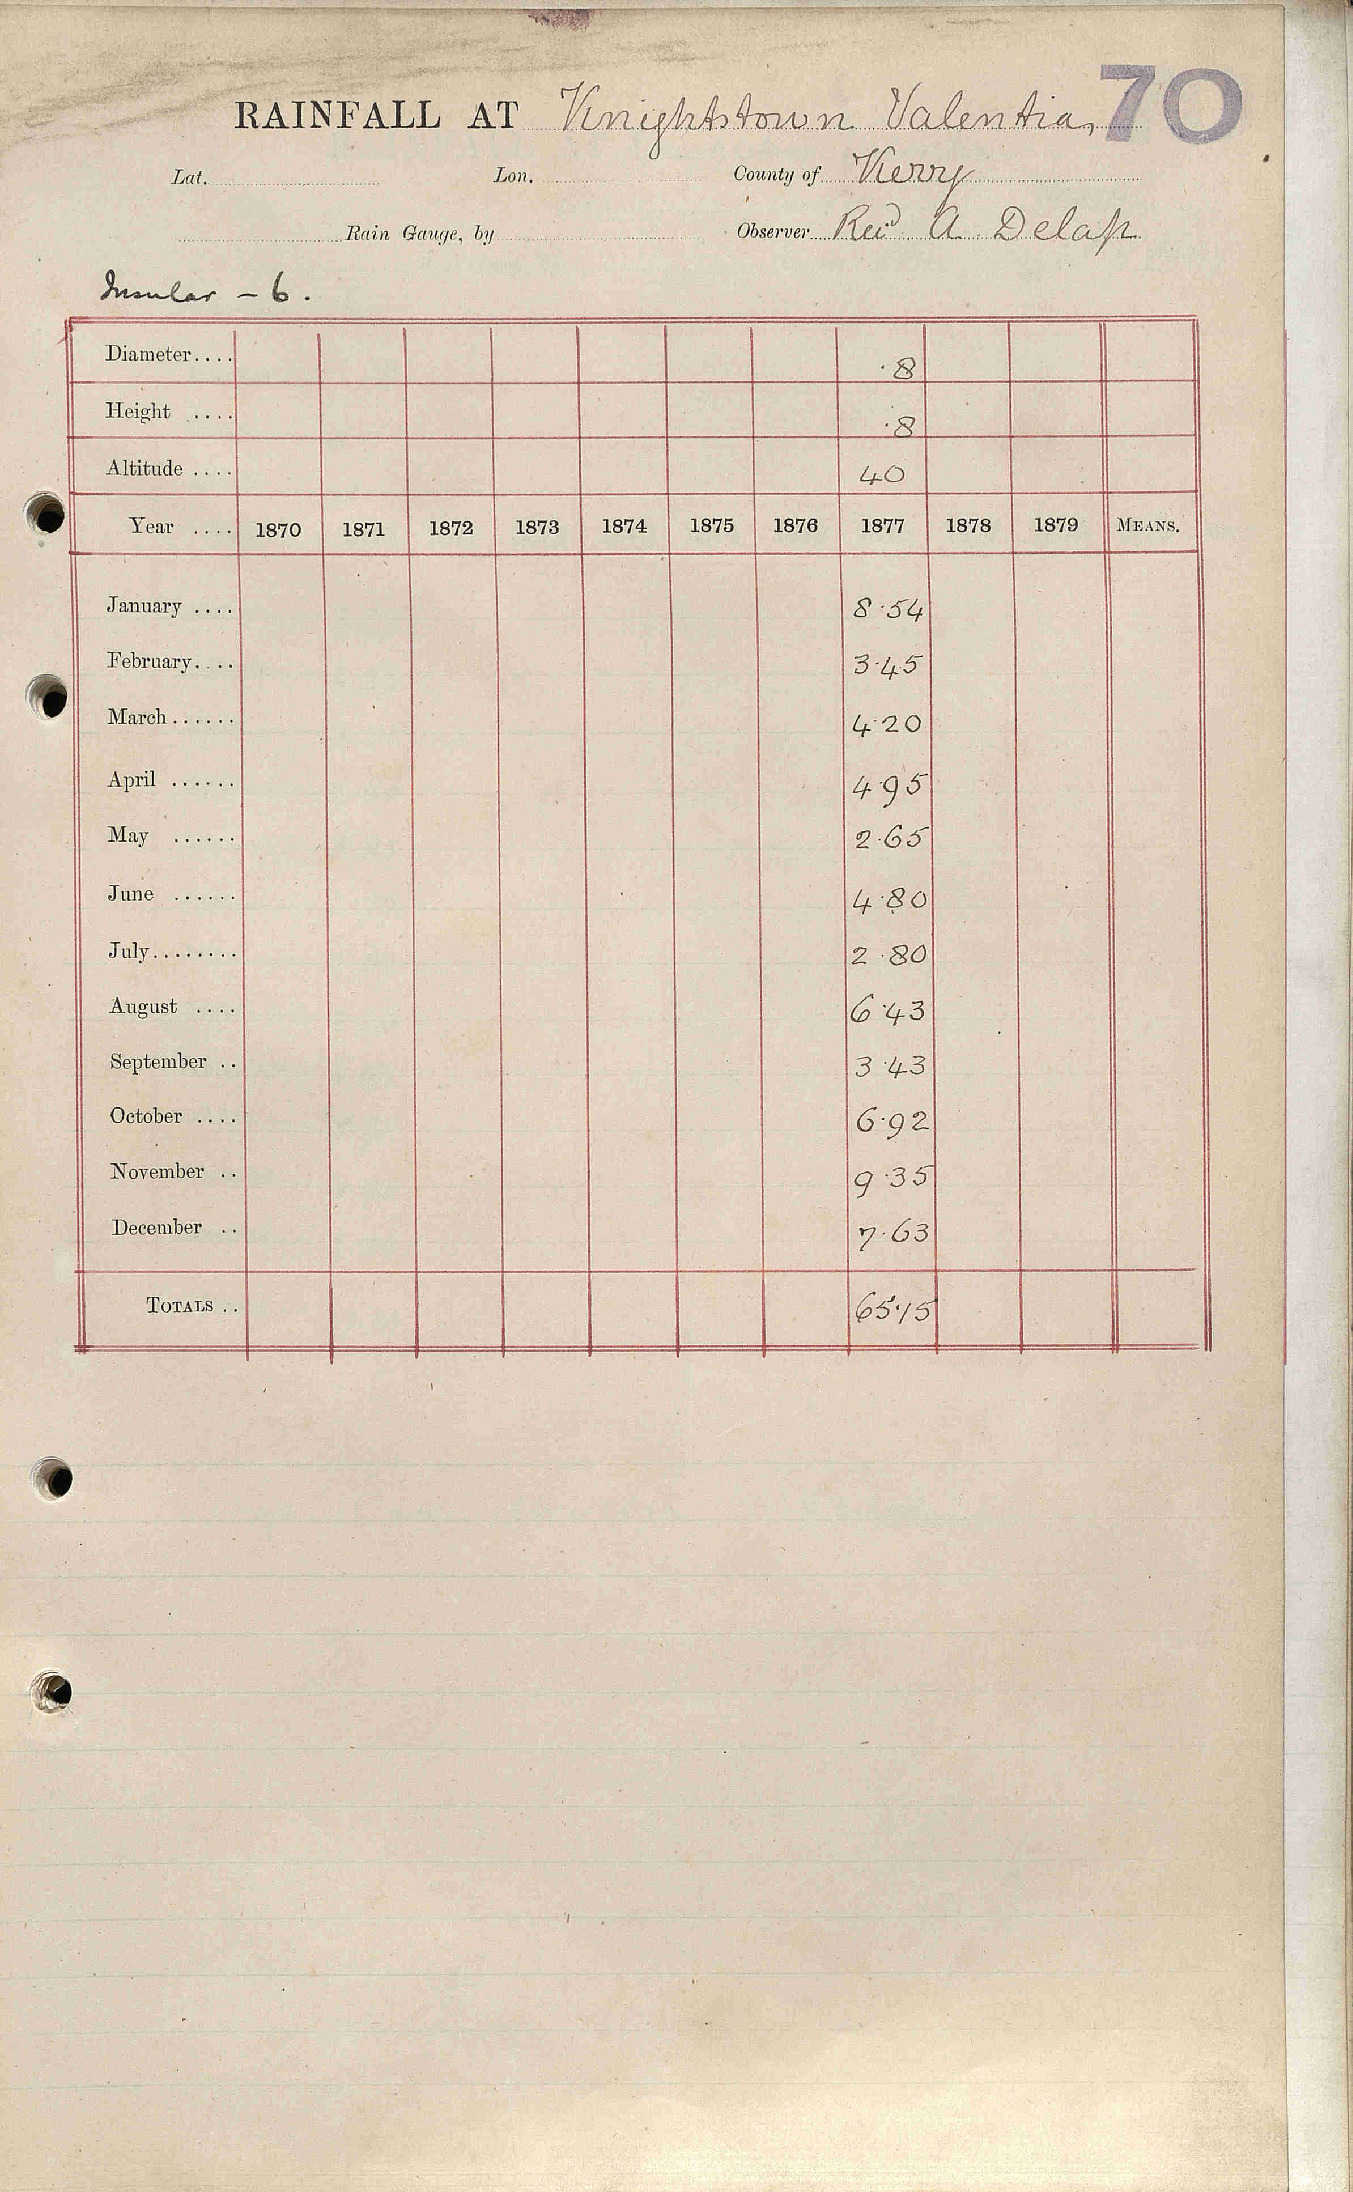 RAINFALL AT Knightstown Valentia, 70
Lat. Lon. County of Kerry
Rain Gauge, by Observer Revd A Delap
Insular - 6.
Diameter.... ·8
Height .... ·8
Altitude .... 40
Year .... 1870 1871 1872 1873 1874 1875 1876 1877 1878 1879 MEANS.
January .... 8·54
February.... 3·45
March...... 4·20
April ...... 4·95
May ...... 2·65
June ...... 4·80
July........ 2·80
August .... 6·43
September .. 3·43
October .... 6·92
November .. 9·35
December .. 7·63
TOTALS .. 65·15